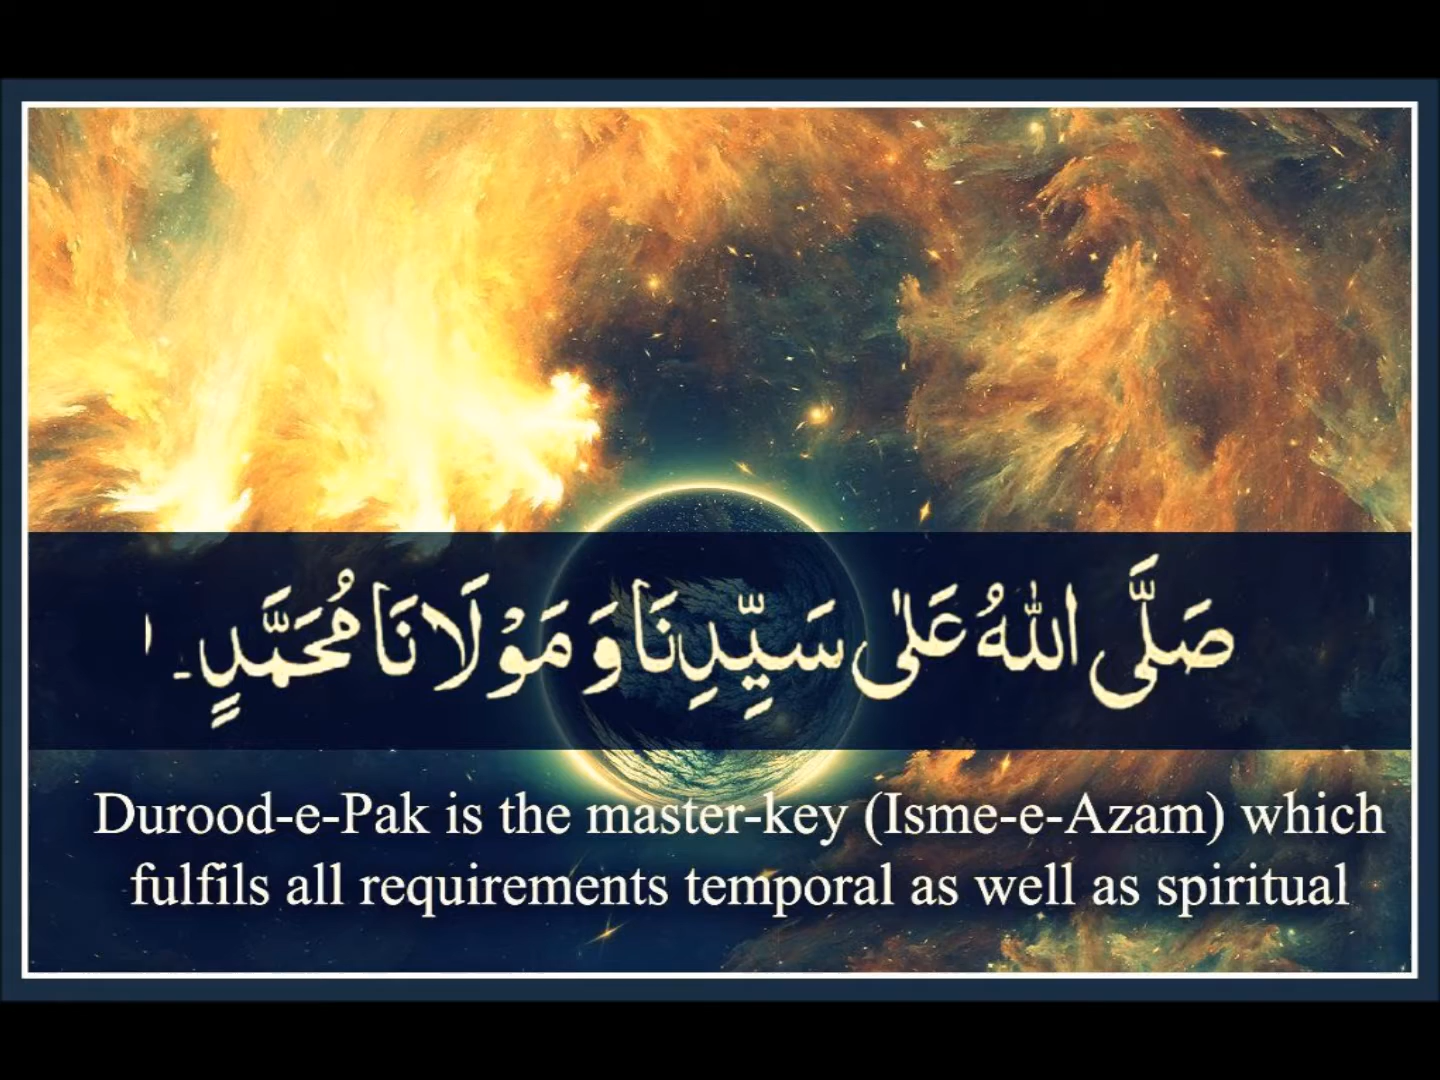 صَلَّى اللّٰهُ عَلٰى سَيِّدِنَا وَ مَوْلَانَا مُحَمَّدٍ۔
Durood-e-Pak is the master-key (Isme-e-Azam) which
fulfils all requirements temporal as well as spiritual